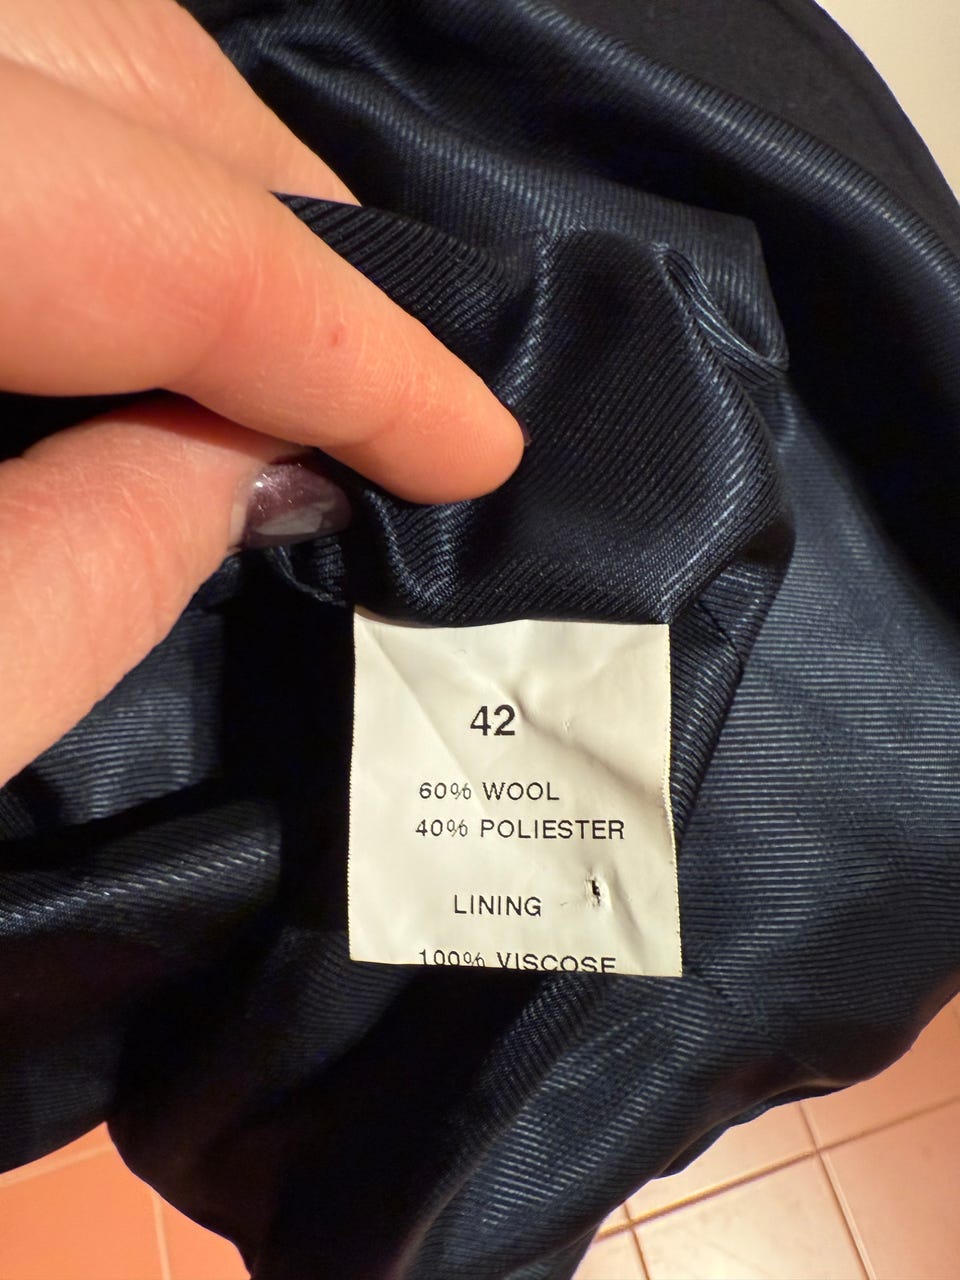 42
60% WOOL
40% POLIESTER
LINING
100% VISCOSE